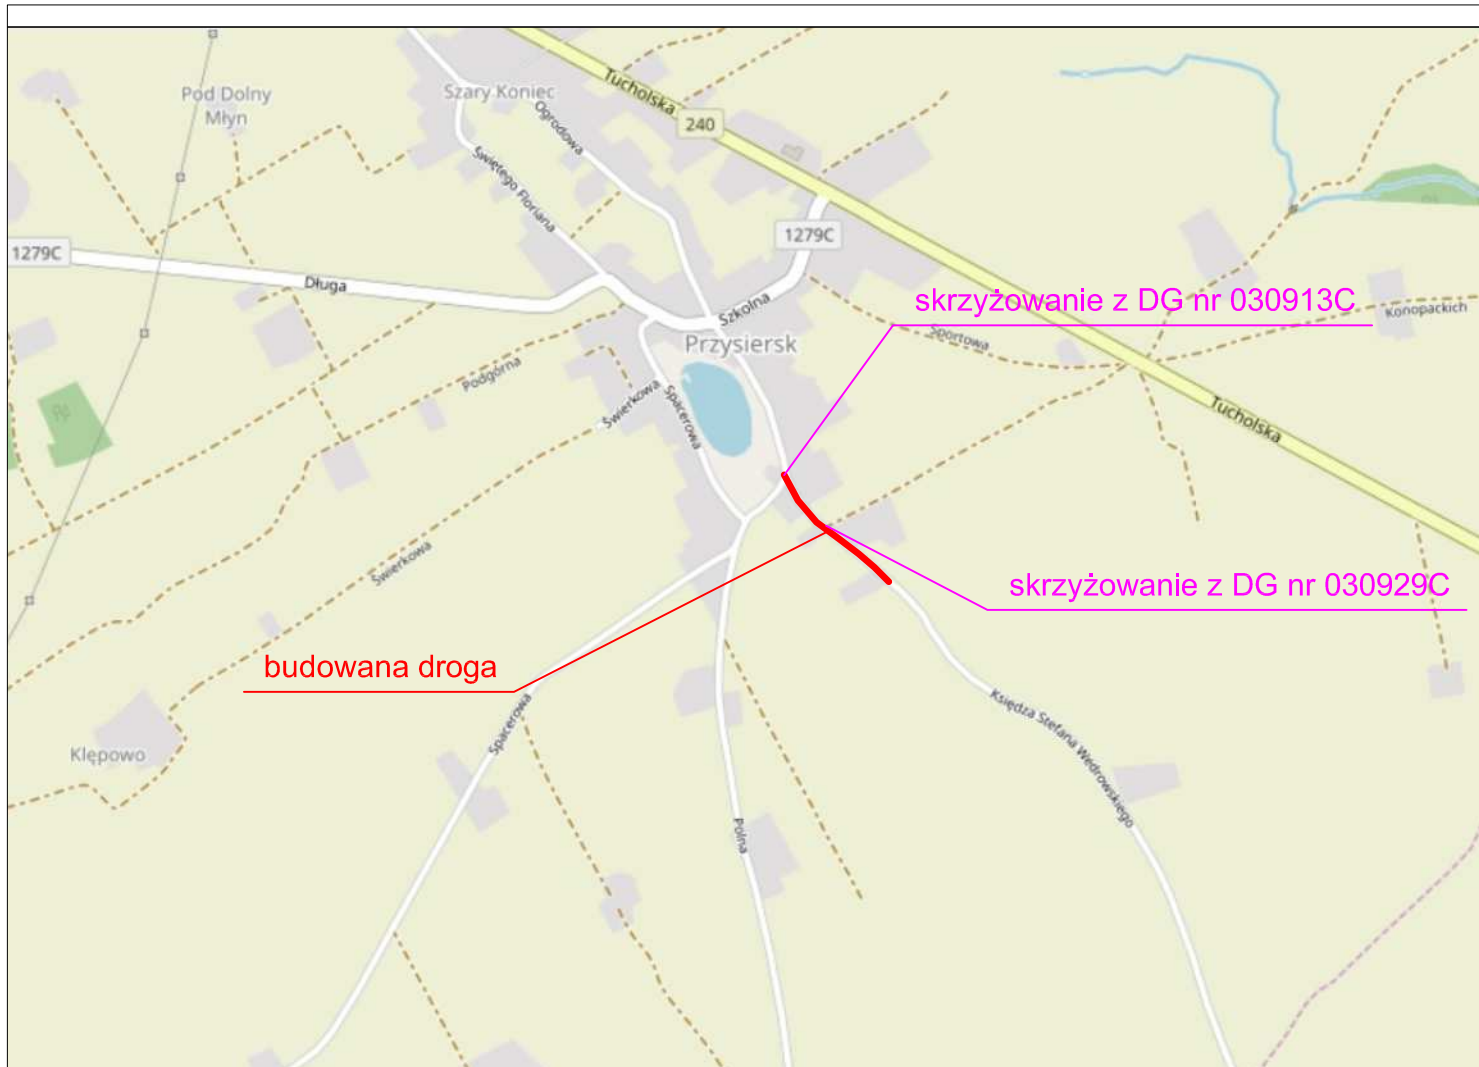 Szary Koniec
Pod Dolny
Młyn
Tucholska
240
Ogrodowa
Świętego Floriana
1279C
1279C
Długa
Szkolna
skrzyżowanie z DG nr 030913C
Konopackich
Sportowa
Przysiersk
Podgórna
Świerkowa
Spacerowa
Tucholska
Świerkowa
skrzyżowanie z DG nr 030929C
budowana droga
Spacerowa
Księdza Stefana Wędrowskiego
Klępowo
Polna